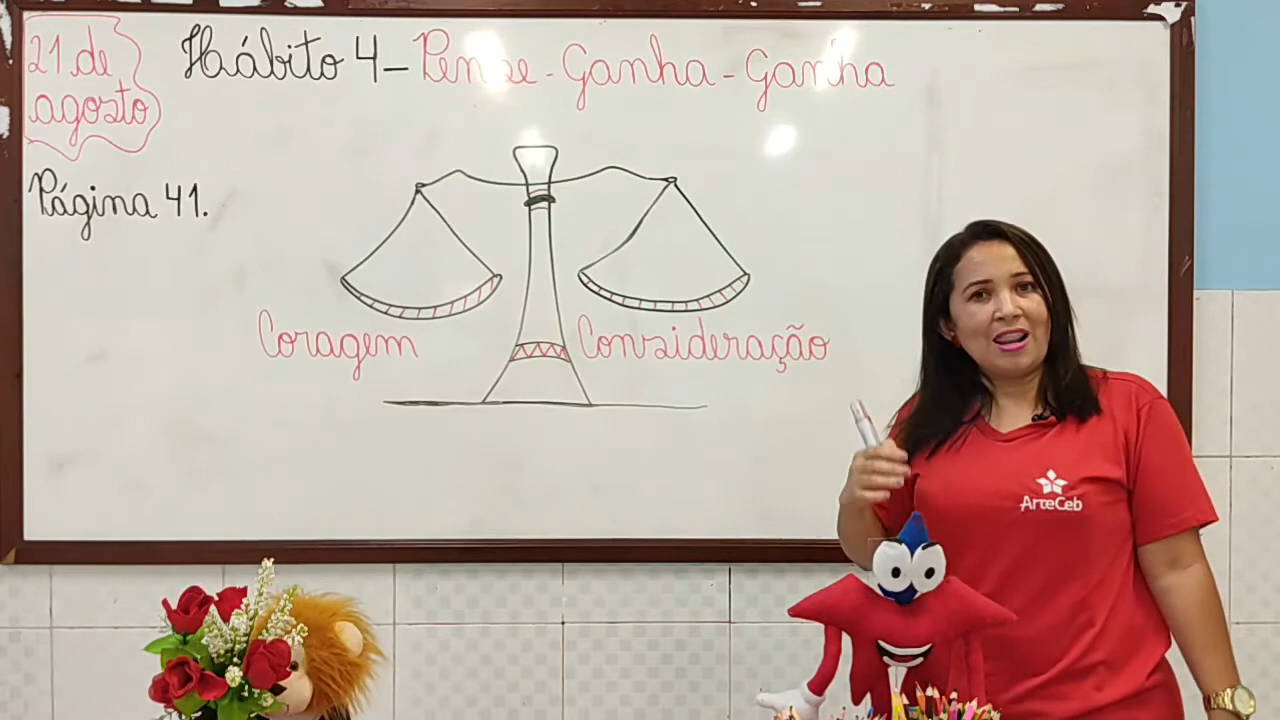 21 de
agosto
Hábito 4 - Pense - Ganha - Ganha
Página 41.
Coragem
Consideração
ArteCeb